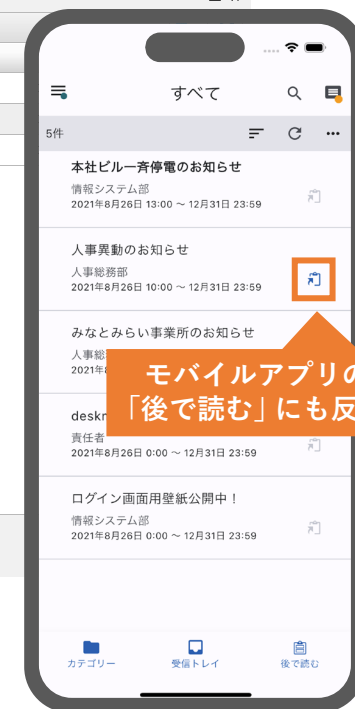 すべて
5件
本社ビル一斉停電のお知らせ
情報システム部
2021年8月26日 13:00 ～ 12月31日 23:59
人事異動のお知らせ
人事総務部
2021年8月26日 10:00 ～ 12月31日 23:59
みなとみらい事業所のお知らせ
人事総
2021年8
モバイルアプリの
「後で読む」にも反
desk
責任者
2021年8月26日 0:00 ～ 12月31日 23:59
ログイン画面用壁紙公開中！
情報システム部
2021年8月26日 0:00 ～ 12月31日 23:59
カテゴリー
受信トレイ
後で読む